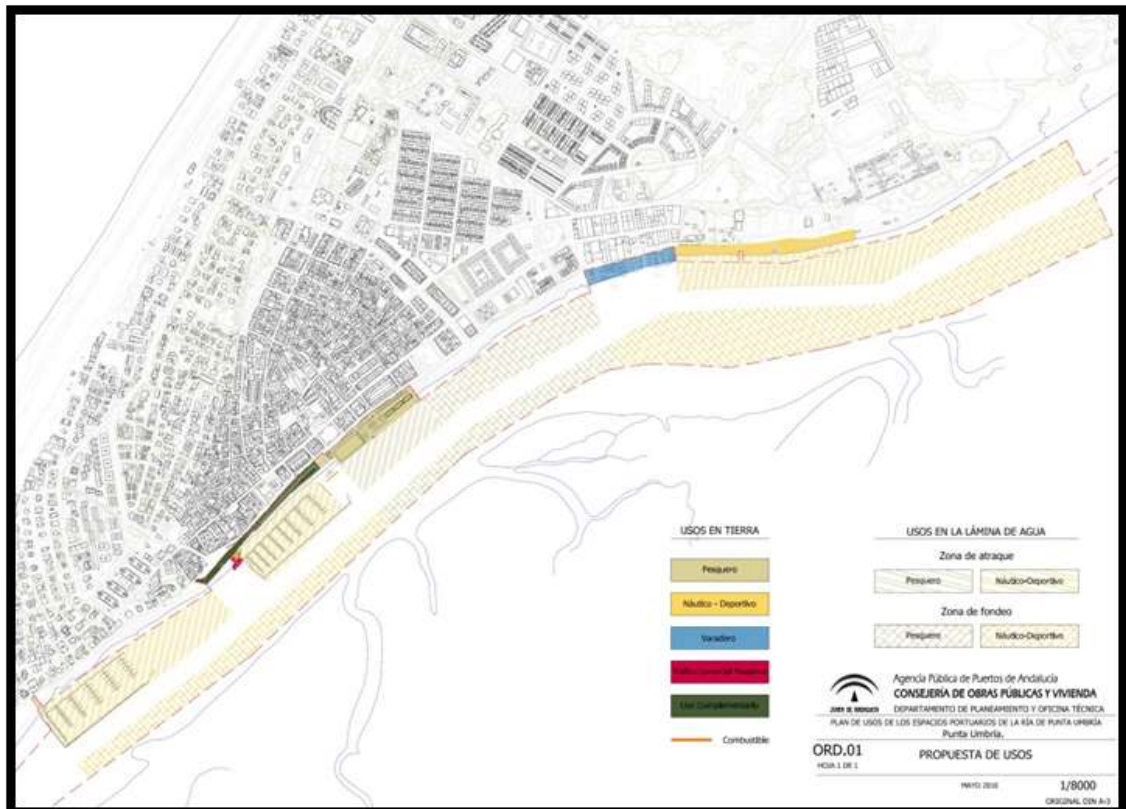 USOS EN TIERRA
Pesquero
Náutico - Deportivo
Varadero
Uso Complementario
Combustible
USOS EN LA LÁMINA DE AGUA
Zona de atraque
Pesquero
Náutico-Deportivo
Zona de fondeo
Pesquero
Náutico-Deportivo
JUNTA DE ANDALUCIA
Agencia Pública de Puertos de Andalucía
CONSEJERÍA DE OBRAS PÚBLICAS Y VIVIENDA
DEPARTAMENTO DE PLANEAMIENTO Y OFICINA TÉCNICA
PLAN DE USOS DE LOS ESPACIOS PORTUARIOS DE LA RÍA DE PUNTA UMBRÍA
Punta Umbría.
ORD.01
HOJA 1 DE 1
PROPUESTA DE USOS
MAYO 2010
1/8000
ORIGINAL DIN A-3